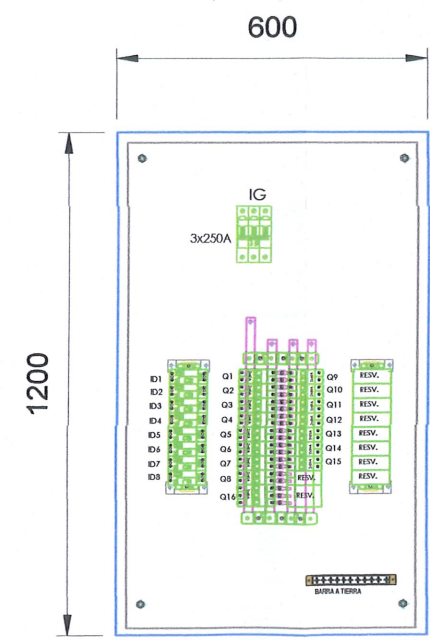 600
1200
IG
3x250A
ID1
ID2
ID3
ID4
ID5
ID6
ID7
ID8
Q1
Q2
Q3
Q4
Q5
Q6
Q7
Q8
Q16
Q9
Q10
Q11
Q12
Q13
Q14
Q15
RESV.
RESV.
RESV.
RESV.
RESV.
RESV.
RESV.
RESV.
RESV.
RESV.
BARRA A TIERRA